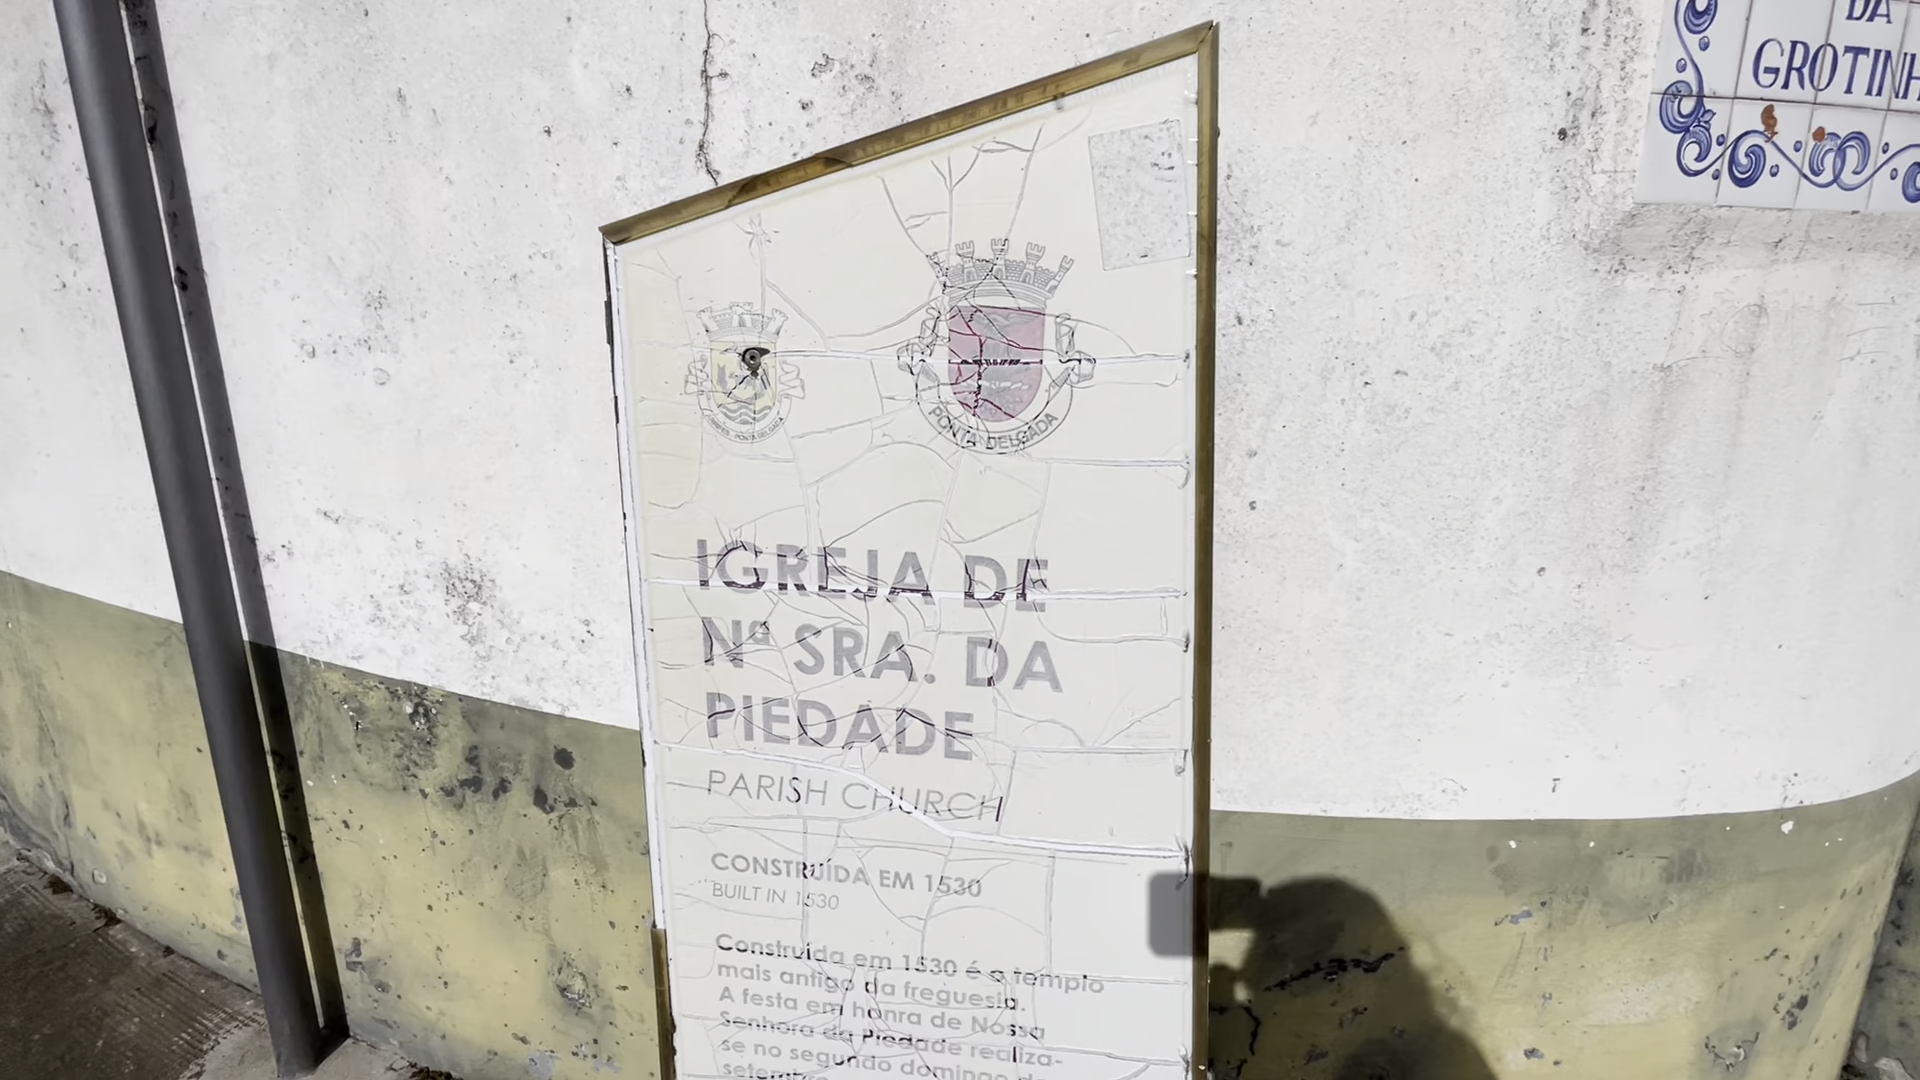 DA
PONTA DELGADA
IGREJA DE
Nª SRA. DA
PIEDADE
PARISH CHURCH
CONSTRUÍDA EM 1530
BUILT IN 1530
Construída em 1530 é o templo
mais antigo da freguesia.
A festa em honra de Nossa
Senhora da Piedade realiza-
se no segundo domingo de
setembro